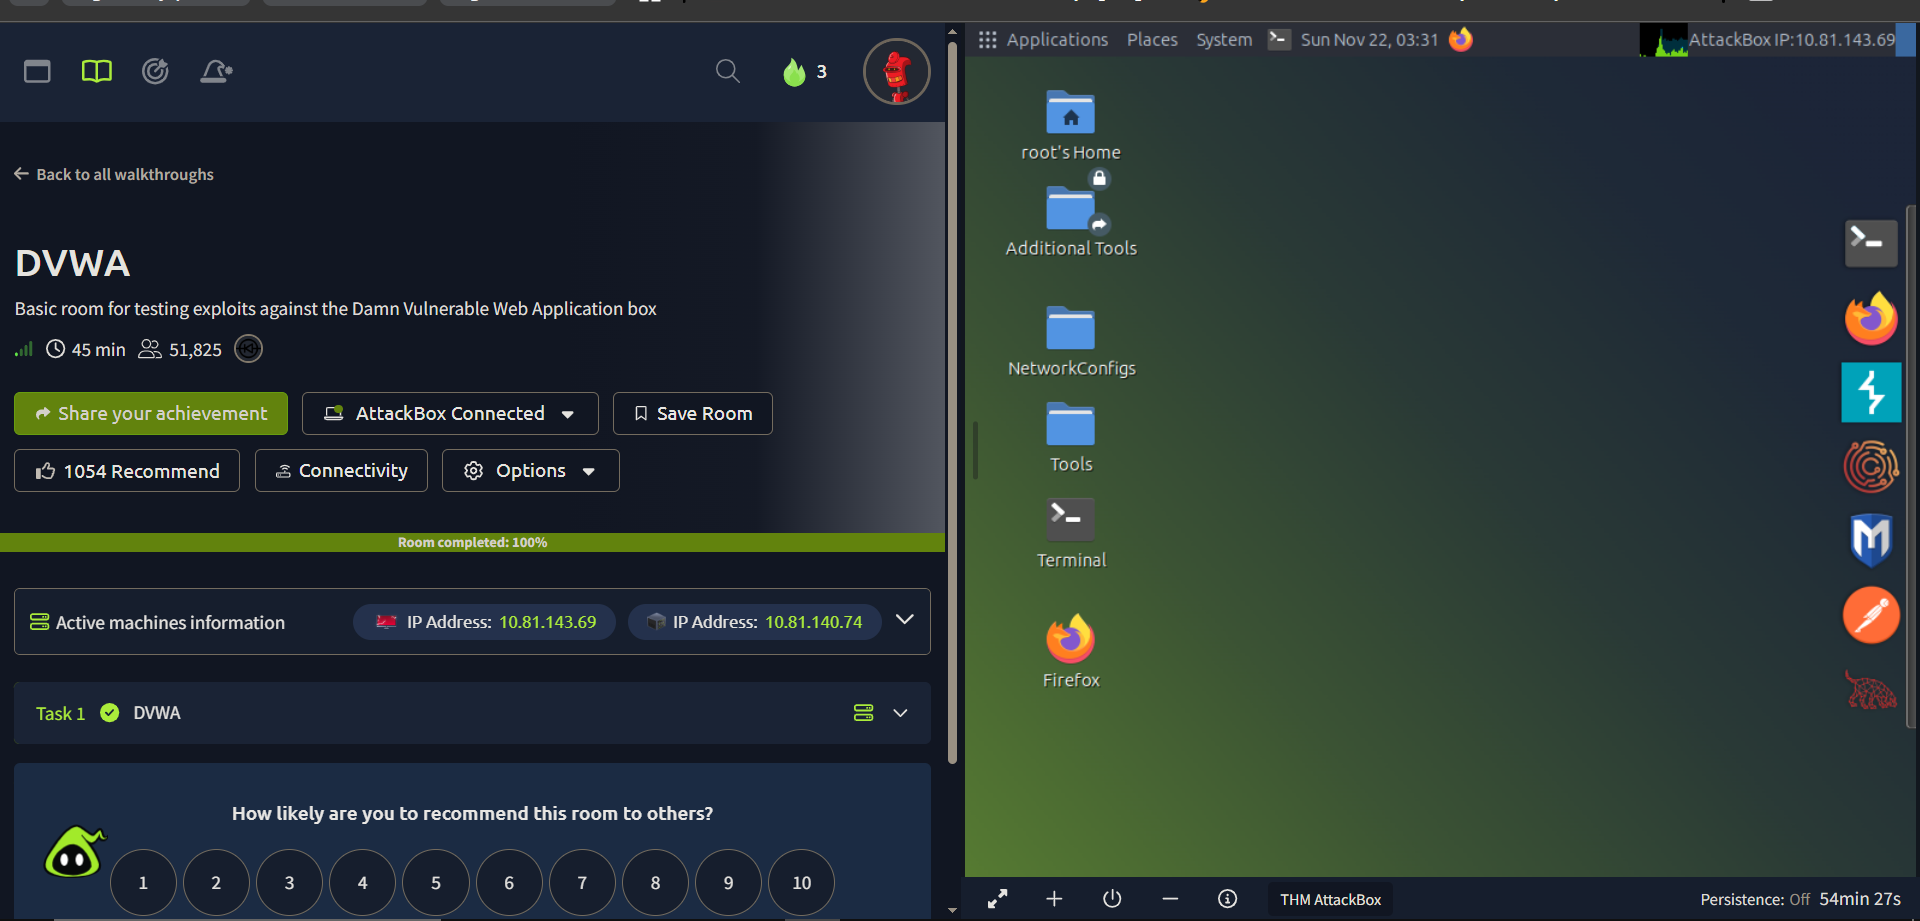 3
Back to all walkthroughs
DVWA
Basic room for testing exploits against the Damn Vulnerable Web Application box
45 min 51,825
Share your achievement AttackBox Connected Save Room
1054 Recommend Connectivity Options
Room completed: 100%
Active machines information IP Address: 10.81.143.69 IP Address: 10.81.140.74
Task 1 DVWA
How likely are you to recommend this room to others?
1 2 3 4 5 6 7 8 9 10
Applications Places System Sun Nov 22, 03:31 AttackBox IP:10.81.143.69
root's Home
Additional Tools
NetworkConfigs
Tools
Terminal
Firefox
THM AttackBox Persistence: Off 54min 27s